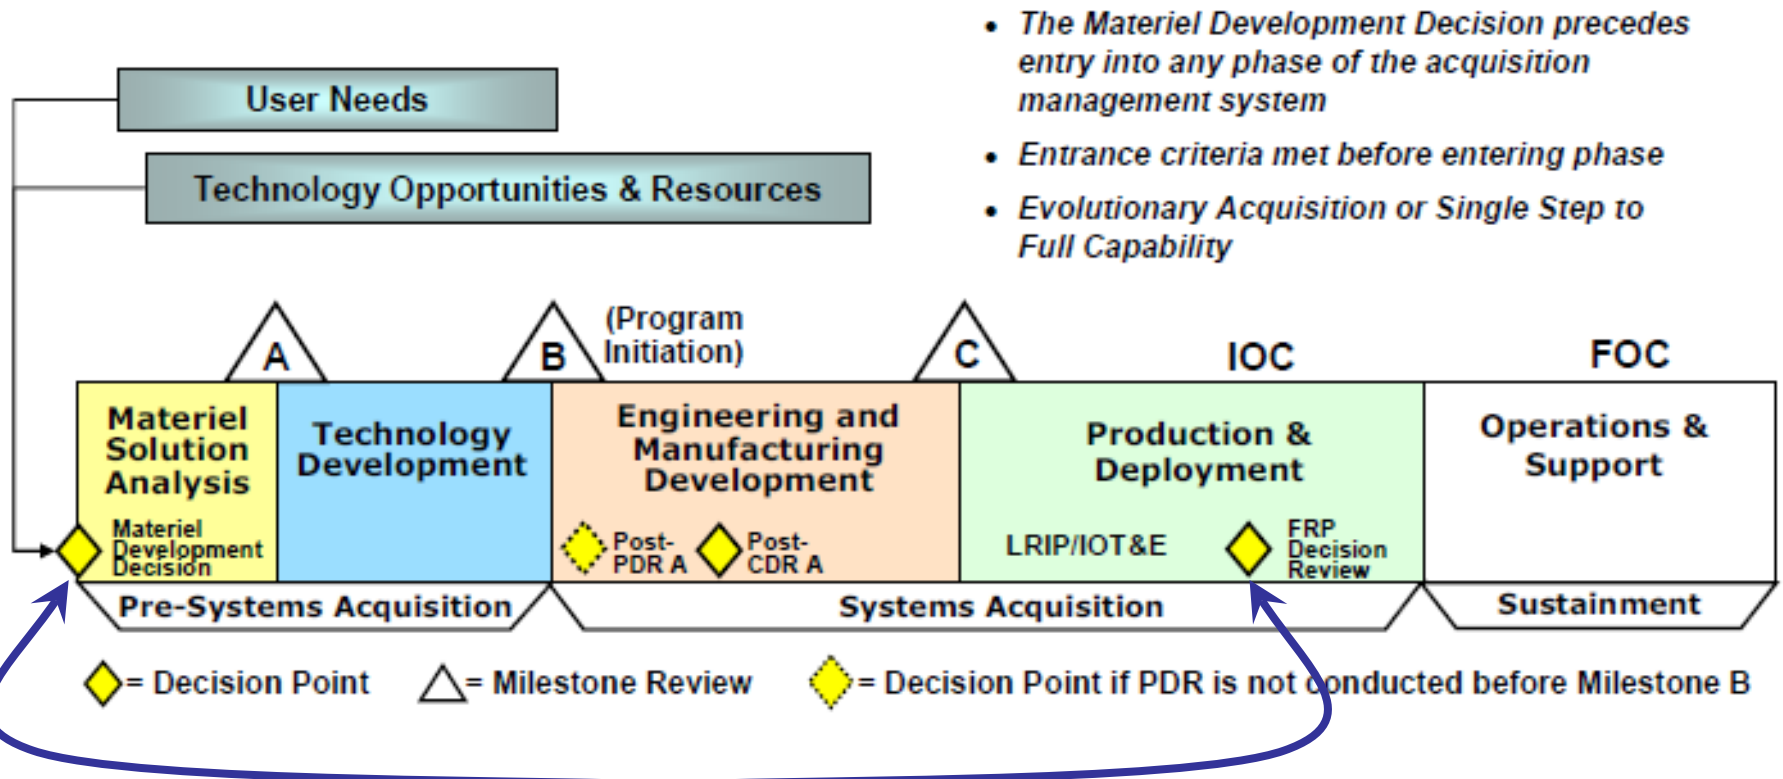 • The Materiel Development Decision precedes
entry into any phase of the acquisition
management system
• Entrance criteria met before entering phase
• Evolutionary Acquisition or Single Step to
Full Capability
User Needs
Technology Opportunities & Resources
A
B
(Program
Initiation)
C
IOC
FOC
Materiel
Solution
Analysis
Technology
Development
Engineering and
Manufacturing
Development
Production &
Deployment
Operations &
Support
Materiel
Development
Decision
Post-
PDR A
Post-
CDR A
LRIP/IOT&E
FRP
Decision
Review
Pre-Systems Acquisition
Systems Acquisition
Sustainment
= Decision Point
= Milestone Review
= Decision Point if PDR is not conducted before Milestone B